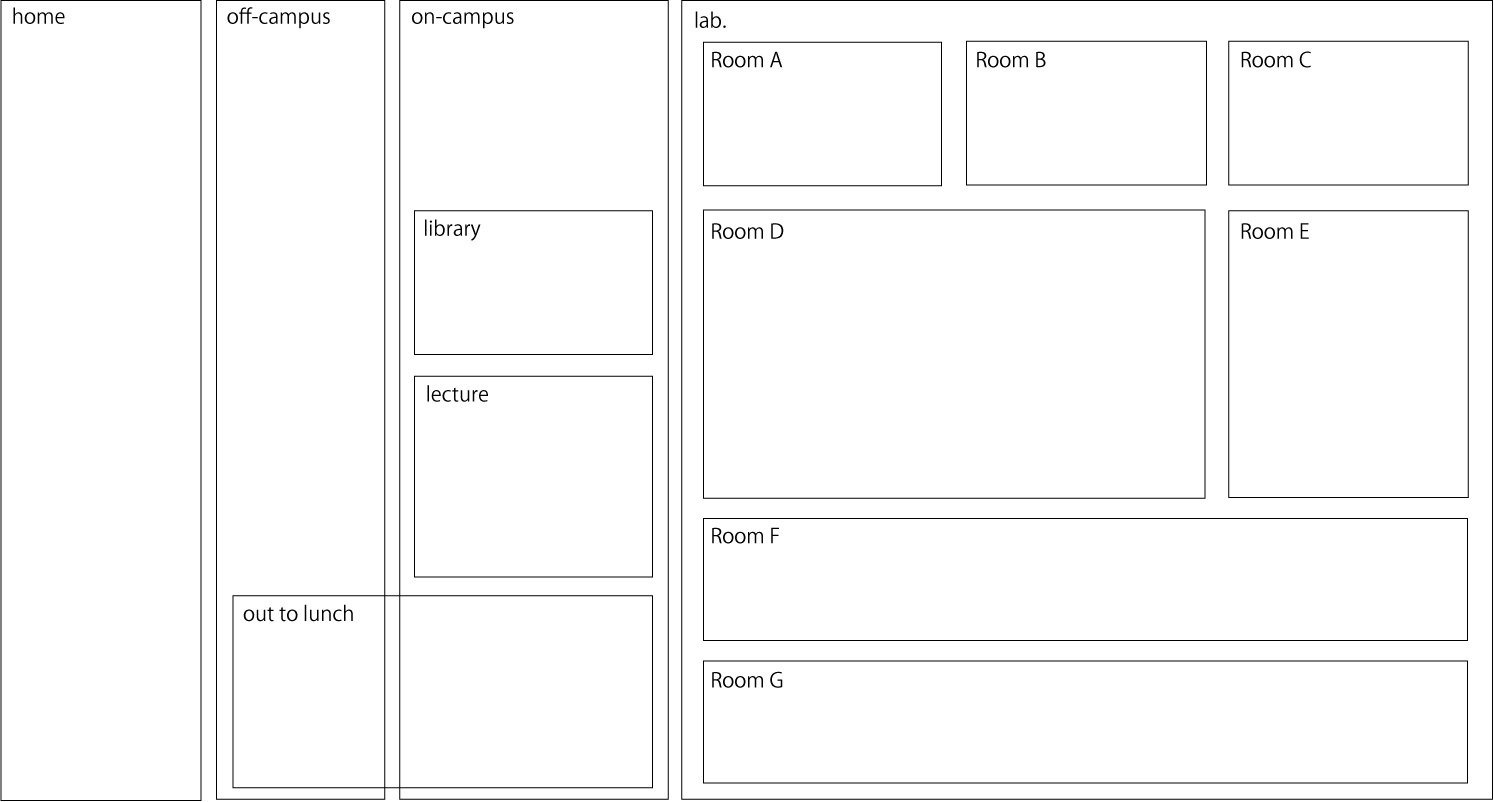 home
off-campus
on-campus
lab.
Room A
Room B
Room C
library
Room D
Room E
lecture
Room F
out to lunch
Room G